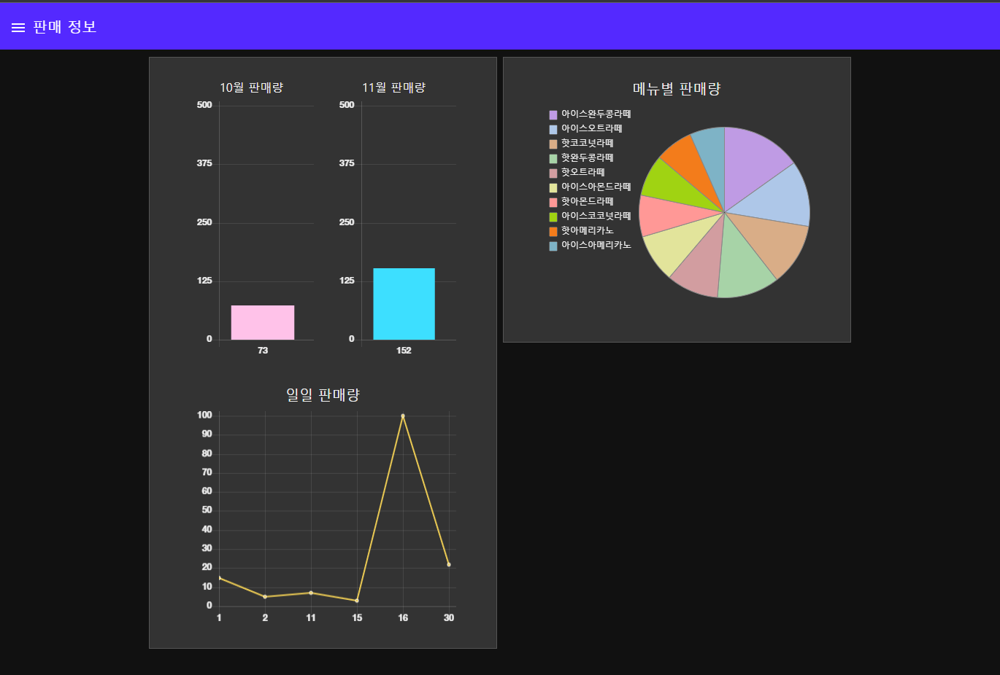 판매 정보
10월 판매량
500
375
250
125
0
73
11월 판매량
500
375
250
125
0
152
일일 판매량
100
90
80
70
60
50
40
30
20
10
0
1 2 11 15 16 30
메뉴별 판매량
아이스완두콩라떼
아이스오트라떼
핫코코넛라떼
핫완두콩라떼
핫오트라떼
아이스아몬드라떼
핫아몬드라떼
아이스코코넛라떼
핫아메리카노
아이스아메리카노